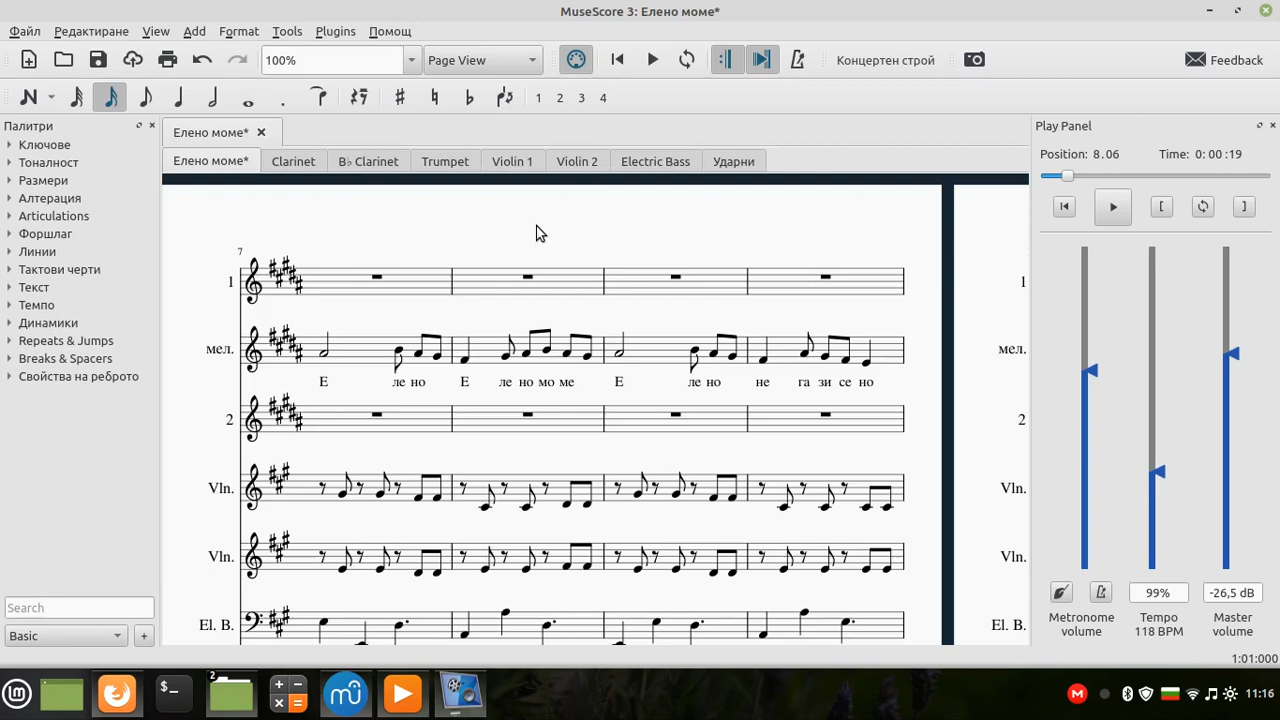 MuseScore 3: Елено моме*
Файл Редактиране View Add Format Tools Plugins Помощ
100% Page View Концертен строй Feedback
1 2 3 4
Палитри
Ключове
Тоналност
Размери
Алтерация
Articulations
Форшлаг
Линии
Тактови черти
Текст
Темпо
Динамики
Repeats & Jumps
Breaks & Spacers
Свойства на реброто
Search
Basic
+
Елено моме*
Елено моме* Clarinet B♭ Clarinet Trumpet Violin 1 Violin 2 Electric Bass Ударни
7
1 1
мел. мел.
Е ле но Е ле но мо ме Е ле но не га зи се но
2 2
Vln. Vln.
Vln. Vln.
El. B. El. B.
Play Panel
Position: 8.06 Time: 0:00:19
[ ]
99% -26,5 dB
Metronome volume
Tempo 118 BPM
Master volume
1:01:000
2
11:16